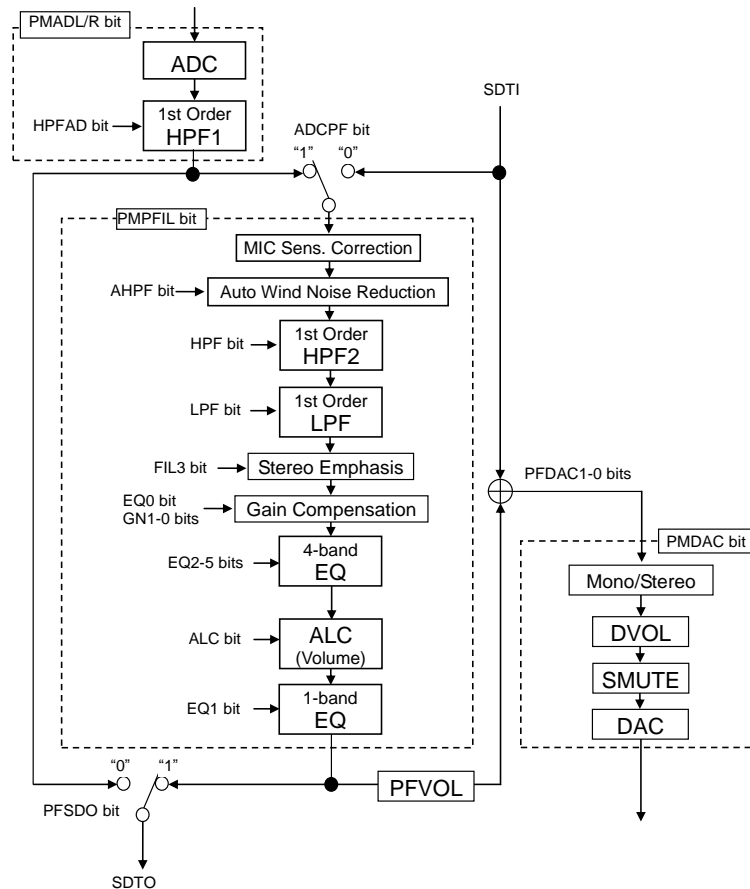 PMADL/R bit
ADC
SDTI
1st Order
HPF1
HPFAD bit
ADCPF bit
“1”
“0”
PMPFIL bit
MIC Sens. Correction
AHPF bit
Auto Wind Noise Reduction
HPF bit
1st Order
HPF2
LPF bit
1st Order
LPF
FIL3 bit
Stereo Emphasis
PFDAC1-0 bits
EQ0 bit
GN1-0 bits
Gain Compensation
PMDAC bit
EQ2-5 bits
4-band
EQ
Mono/Stereo
DVOL
ALC bit
ALC
(Volume)
SMUTE
EQ1 bit
1-band
EQ
DAC
“0”
“1”
PFVOL
PFSDO bit
SDTO